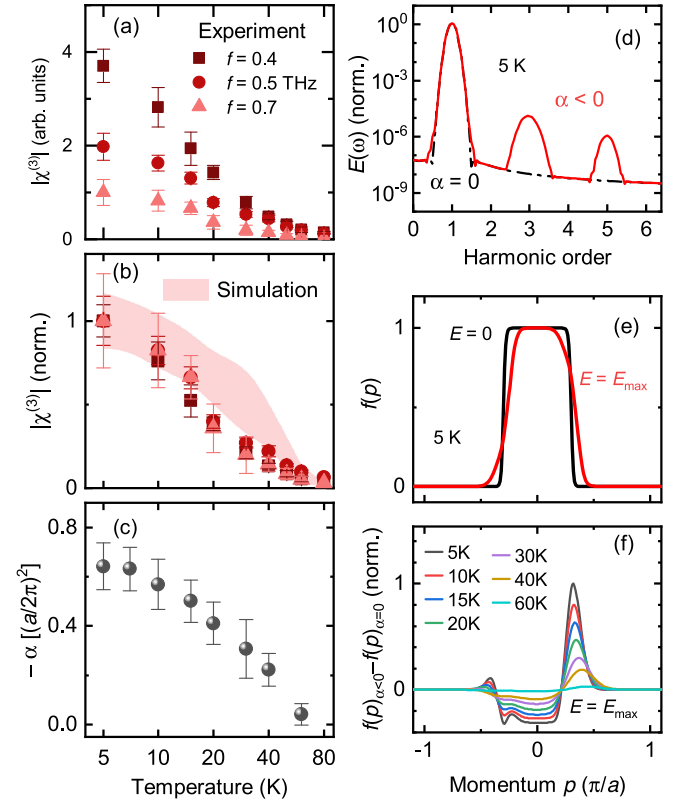 (a)
Experiment
f = 0.4
f = 0.5 THz
f = 0.7
|χ⁽³⁾| (arb. units)
4
2
0
(b)
Simulation
|χ⁽³⁾| (norm.)
1
0
(c)
− α [(a/2π)²]
0.8
0.4
0.0
5 10 20 40 80
Temperature (K)
(d)
5 K
α < 0
α = 0
E(ω) (norm.)
10⁰
10⁻³
10⁻⁶
10⁻⁹
0 1 2 3 4 5 6
Harmonic order
(e)
E = 0
E = Emax
5 K
f(p)
1
0
(f)
5K
10K
15K
20K
30K
40K
60K
E = Emax
f(p)α<0−f(p)α=0 (norm.)
1
0
-1 0 1
Momentum p (π/a)